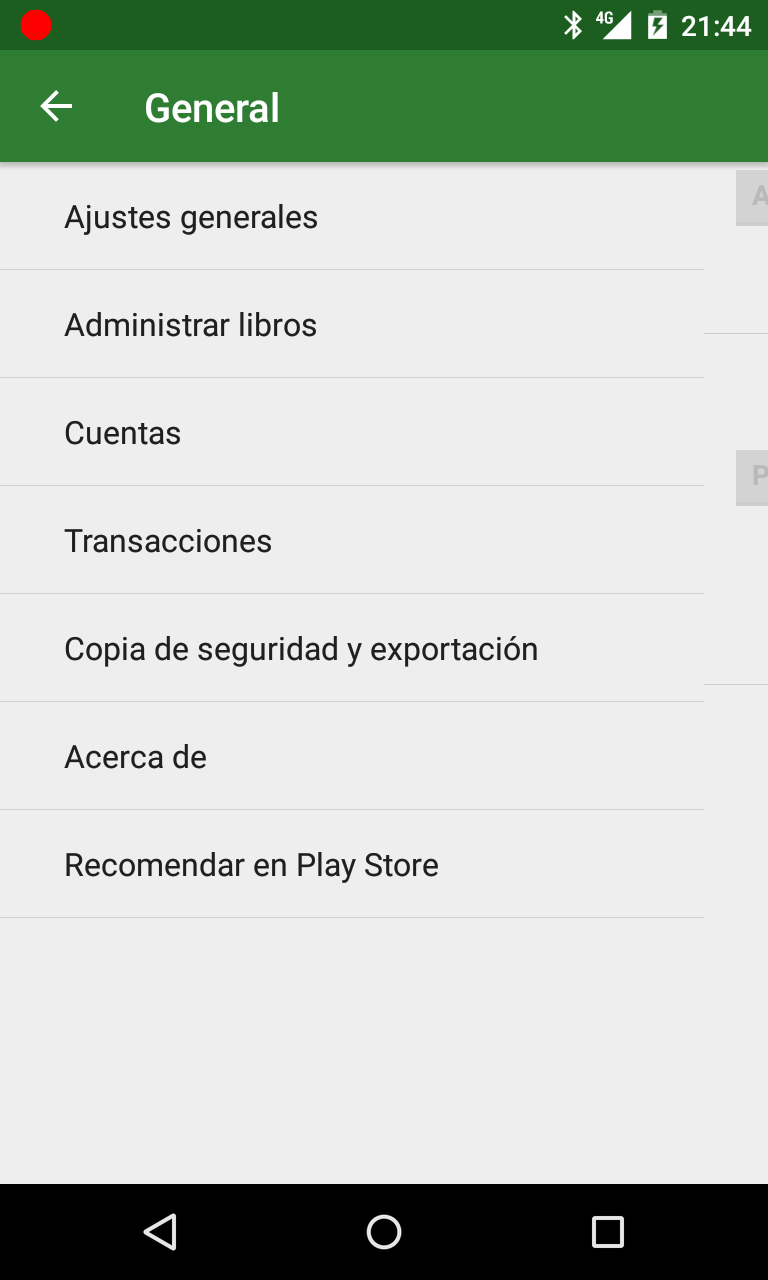 4G 21:44
General
Ajustes generales
A
Administrar libros
Cuentas
P
Transacciones
Copia de seguridad y exportación
Acerca de
Recomendar en Play Store